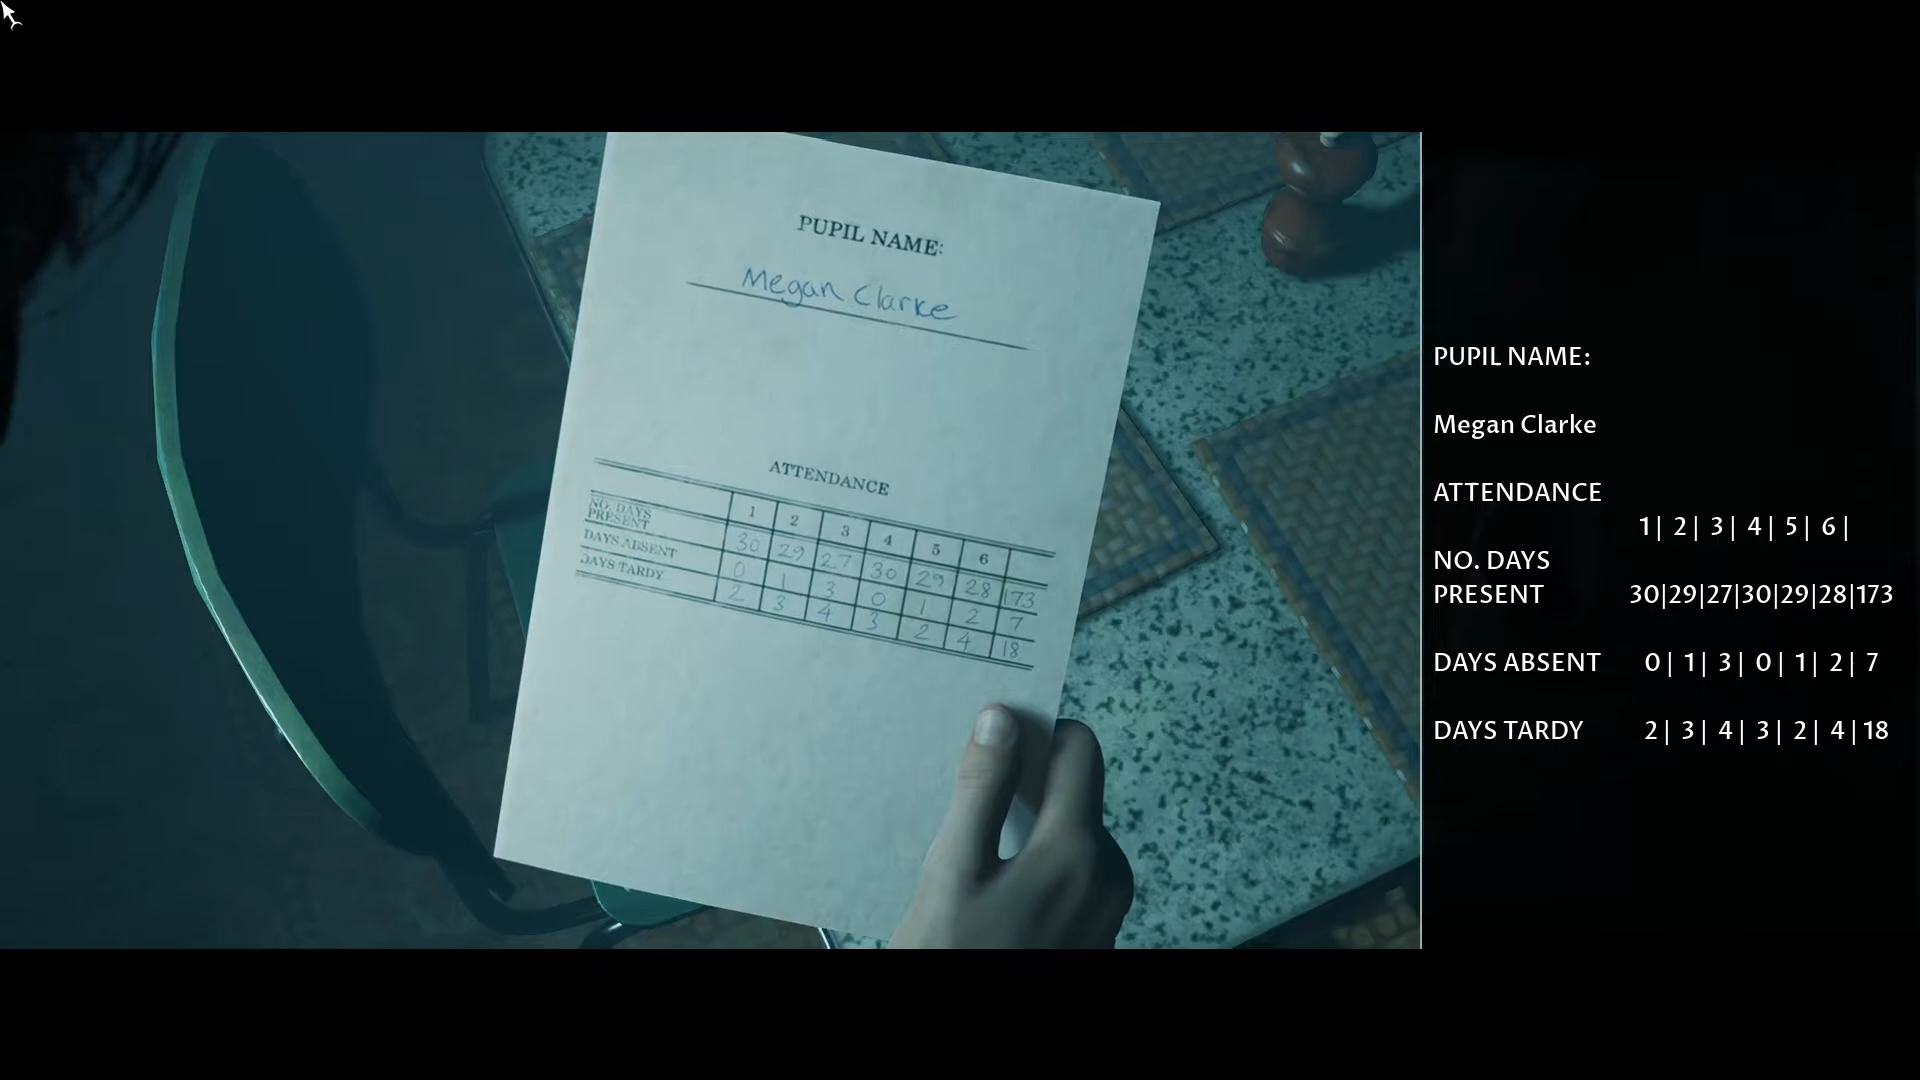 PUPIL NAME:
Megan Clarke
ATTENDANCE
1 2 3 4 5 6
NO. DAYS
PRESENT
30 29 27 30 29 28 173
DAYS ABSENT
0 1 3 0 1 2 7
DAYS TARDY
2 3 4 3 2 4 18
PUPIL NAME:
Megan Clarke
ATTENDANCE
1| 2| 3| 4| 5| 6|
NO. DAYS
PRESENT 30|29|27|30|29|28|173
DAYS ABSENT 0| 1| 3| 0| 1| 2| 7
DAYS TARDY 2| 3| 4| 3| 2| 4|18